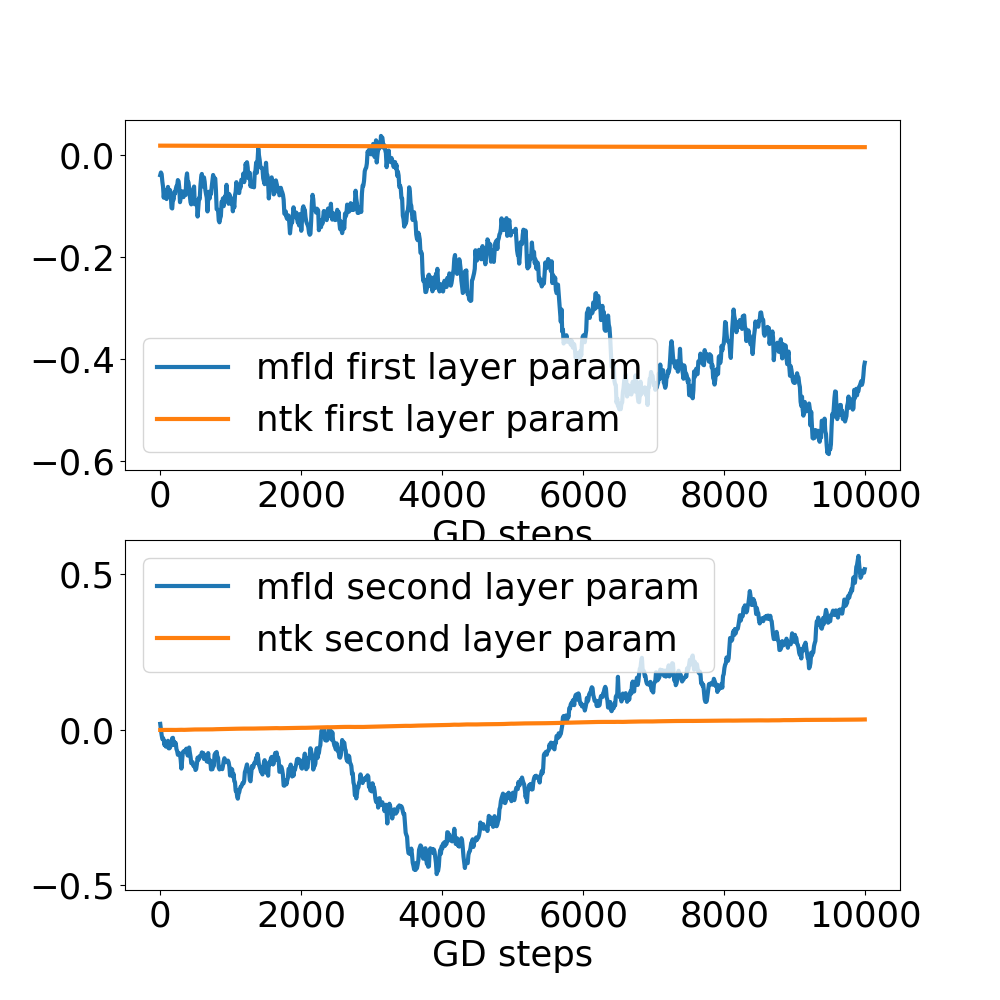 0.0
−0.2
−0.4
−0.6
mfld first layer param
ntk first layer param
0 2000 4000 6000 8000 10000
GD steps
0.5
0.0
−0.5
mfld second layer param
ntk second layer param
0 2000 4000 6000 8000 10000
GD steps